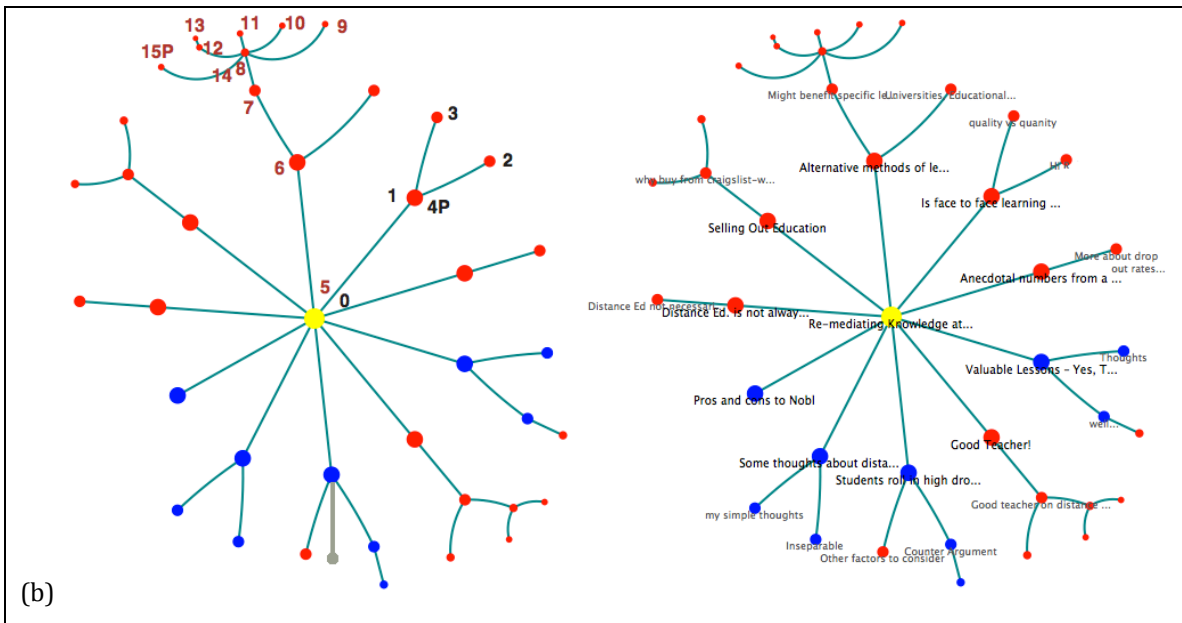 13
11
10
9
12
15P
8
14
7
3
6
2
1
4P
5
0
(b)
Might benefit specific le...
Universities, Educational...
quality vs quanity
Alternative methods of le...
why buy from craigslist-w...
Is face to face learning ...
Selling Out Education
More about drop
out rates...
Anecdotal numbers from a ...
Distance Ed not necessari...
Distance Ed. is not alway...
Re-mediating Knowledge at...
Thoughts
Valuable Lessons - Yes, T...
Pros and cons to Nobl
well...
Good Teacher!
Some thoughts about dista...
Students roll in high dro...
my simple thoughts
Good teacher on distance ...
Inseparable
Counter Argument
Other factors to consider